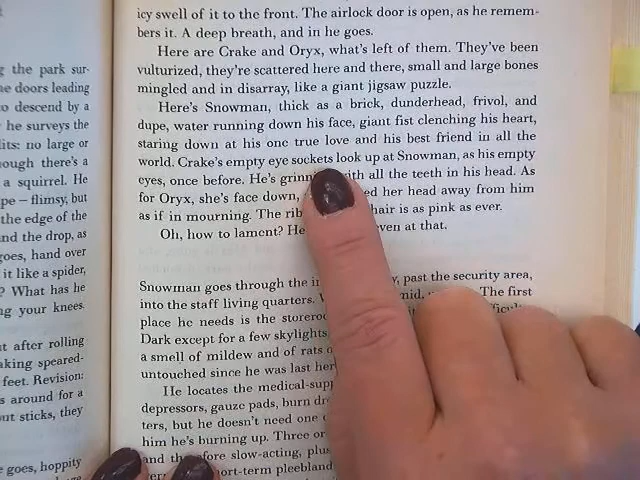 g the park sur-
e doors leading
o descend by a
he surveys the
lits: no large or
ough there's a
a squirrel. He
pe – flimsy, but
the edge of the
nd the drop, as
goes, hand over
it like a spider,
? What has he
ng your knees.
t after rolling
aking speared-
feet. Revision:
s around for a
ut sticks, they
e goes, hoppity
icy swell of it to the front. The airlock door is open, as he remem-
bers it. A deep breath, and in he goes.
Here are Crake and Oryx, what's left of them. They've been
vulturized, they're scattered here and there, small and large bones
mingled and in disarray, like a giant jigsaw puzzle.
Here's Snowman, thick as a brick, dunderhead, frivol, and
dupe, water running down his face, giant fist clenching his heart,
staring down at his one true love and his best friend in all the
world. Crake's empty eye sockets look up at Snowman, as his empty
eyes, once before. He's grinn ith all the teeth in his head. As
for Oryx, she's face down, ed her head away from him
as if in mourning. The rib hair is as pink as ever.
Oh, how to lament? He even at that.
Snowman goes through the in y, past the security area,
into the staff living quarters. mid, The first
place he needs is the storeroo
Dark except for a few skylights
a smell of mildew and of rats
untouched since he was last her
He locates the medical-supp
depressors, gauze pads, burn dr
ters, but he doesn't need one
him he's burning up. Three or
and therefore slow-acting, plus
ort-term pleebland